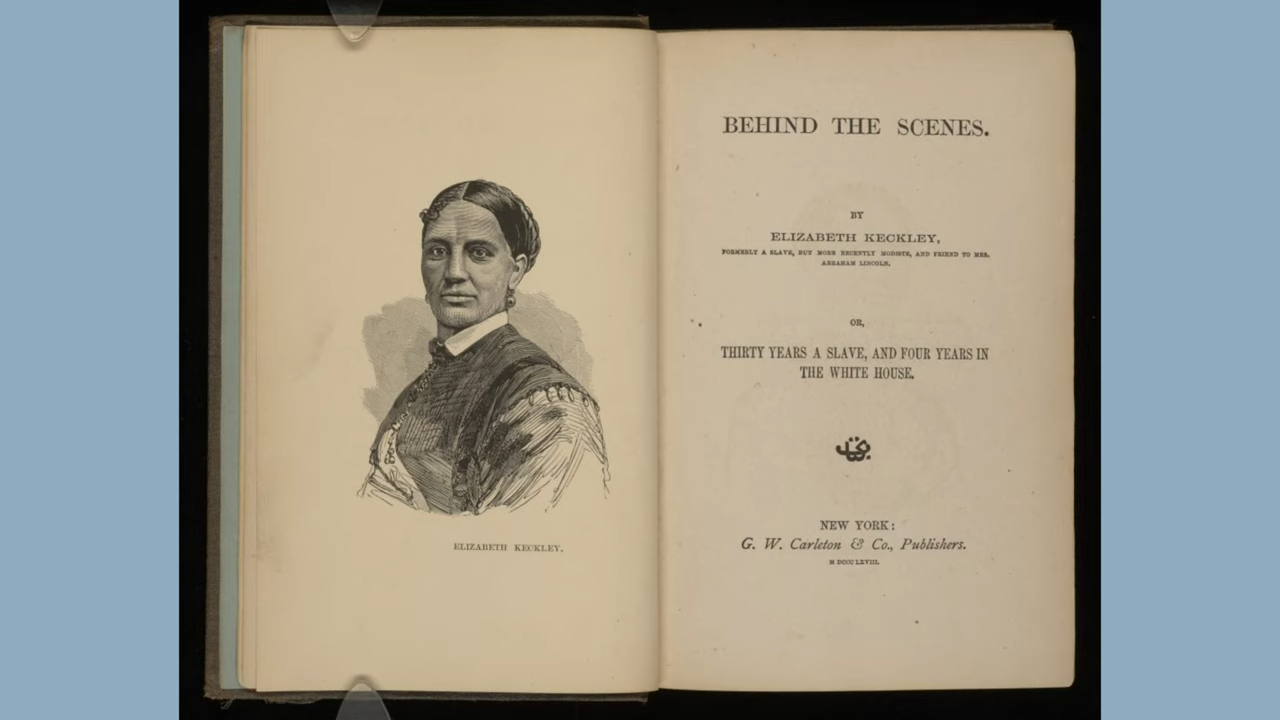 ELIZABETH KECKLEY.
BEHIND THE SCENES.
BY
ELIZABETH KECKLEY,
FORMERLY A SLAVE, BUT MORE RECENTLY MODISTE, AND FRIEND TO MRS.
ABRAHAM LINCOLN.
OR,
THIRTY YEARS A SLAVE, AND FOUR YEARS IN
THE WHITE HOUSE.
NEW YORK:
G. W. Carleton & Co., Publishers.
M DCCC LXVIII.